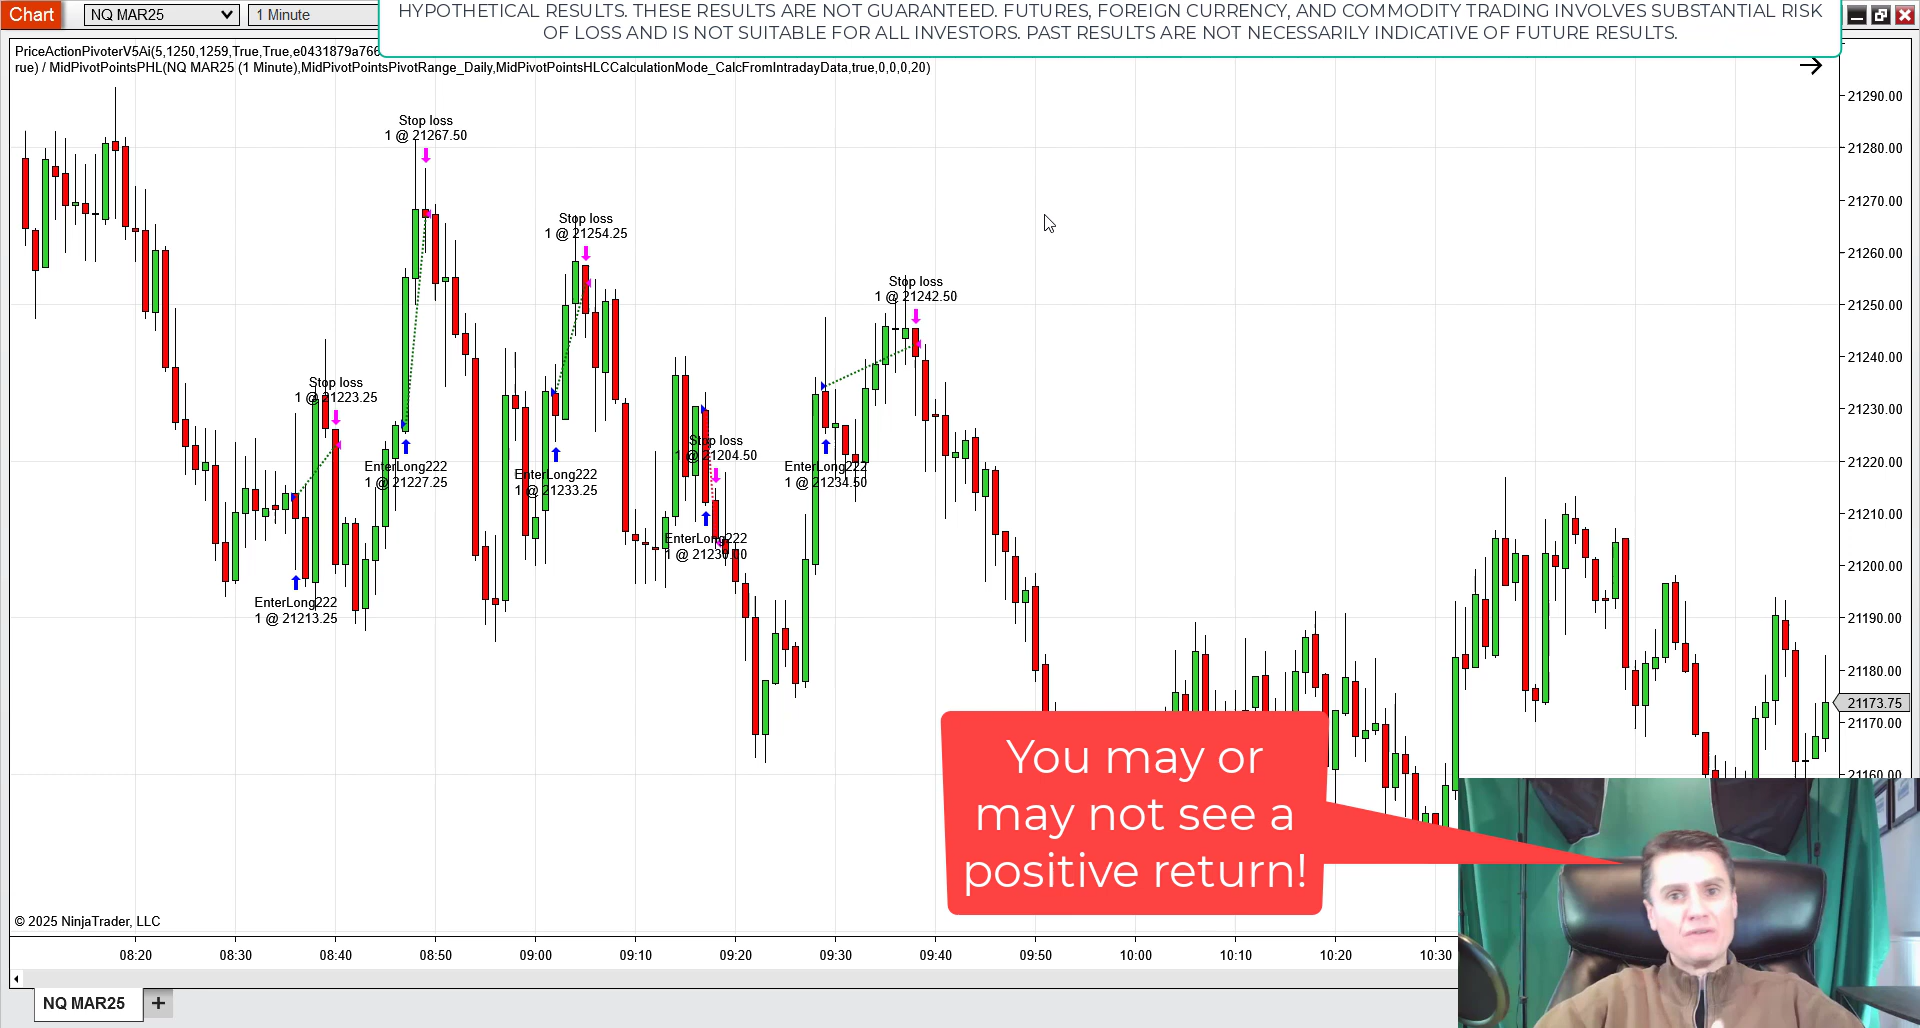 Chart
NQ MAR25
1 Minute
HYPOTHETICAL RESULTS. THESE RESULTS ARE NOT GUARANTEED. FUTURES, FOREIGN CURRENCY, AND COMMODITY TRADING INVOLVES SUBSTANTIAL RISK
OF LOSS AND IS NOT SUITABLE FOR ALL INVESTORS. PAST RESULTS ARE NOT NECESSARILY INDICATIVE OF FUTURE RESULTS.
PriceActionPivoterV5Ai(5,1250,1259,True,True,e0431879a766
rue) / MidPivotPointsPHL(NQ MAR25 (1 Minute),MidPivotPointsPivotRange_Daily,MidPivotPointsHLCCalculationMode_CalcFromIntradayData,true,0,0,0,20)
Stop loss
1 @ 21267.50
Stop loss
1 @ 21254.25
Stop loss
1 @ 21242.50
Stop loss
1 @ 21223.25
Stop loss
1 @ 21204.50
EnterLong222
1 @ 21227.25
EnterLong222
1 @ 21233.25
EnterLong222
1 @ 21234.50
EnterLong222
1 @ 21230.00
EnterLong222
1 @ 21213.25
21290.00
21280.00
21270.00
21260.00
21250.00
21240.00
21230.00
21220.00
21210.00
21200.00
21190.00
21180.00
21173.75
21170.00
21160.00
You may or
may not see a
positive return!
© 2025 NinjaTrader, LLC
08:20
08:30
08:40
08:50
09:00
09:10
09:20
09:30
09:40
09:50
10:00
10:10
10:20
10:30
NQ MAR25
+